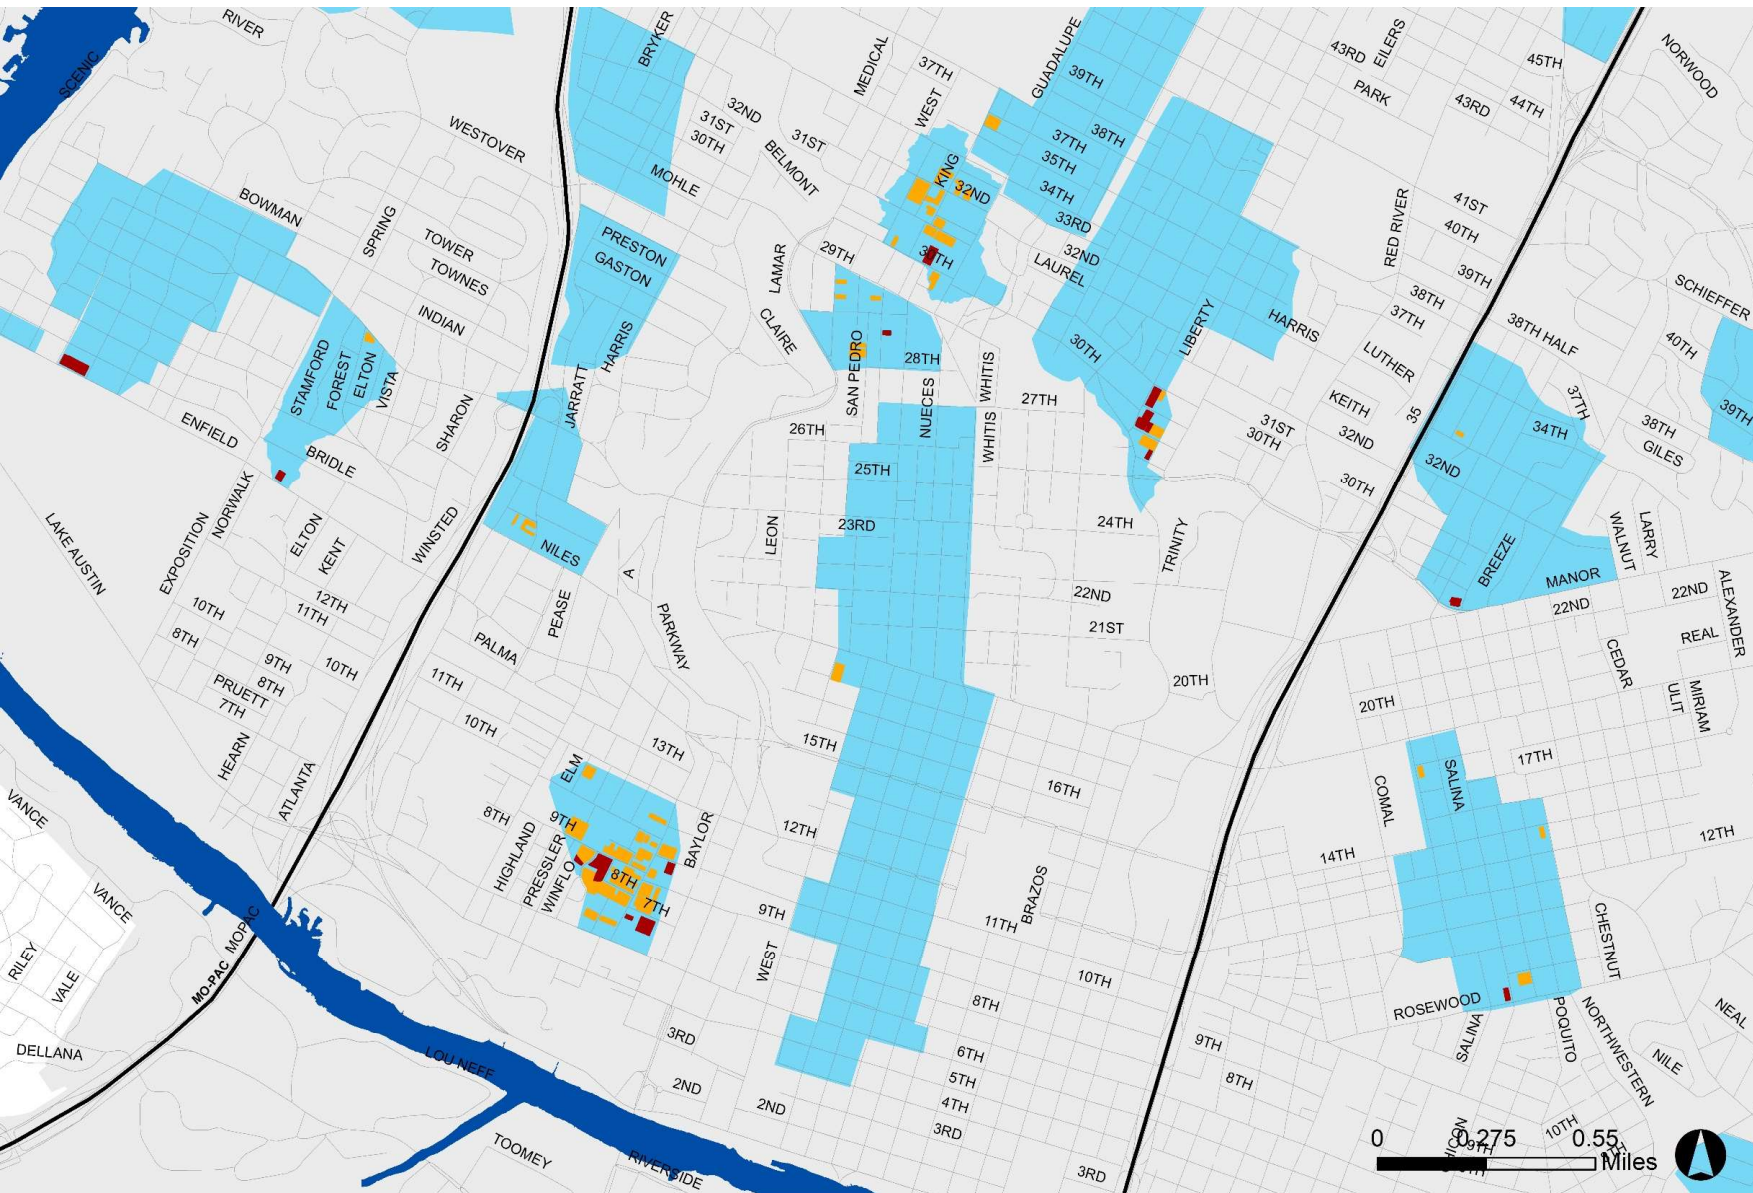 RIVER
SCENIC
WESTOVER
BRYKER
MEDICAL
37TH
WEST
GUADALUPE
39TH
43RD
EILERS
PARK
45TH
43RD
44TH
NORWOOD
32ND
31ST
30TH
31ST
BELMONT
MOHLE
38TH
37TH
35TH
34TH
33RD
32ND
KING
32ND
30TH
BOWMAN
SPRING
TOWER
TOWNES
INDIAN
PRESTON
GASTON
HARRIS
JARRATT
LAMAR
29TH
CLAIRE
LAUREL
RED RIVER
41ST
40TH
39TH
38TH
37TH
SCHIEFFER
HARRIS
LIBERTY
30TH
38TH HALF
40TH
39TH
LUTHER
KEITH
35
STAMFORD
FOREST
ELTON
VISTA
SHARON
SAN PEDRO
28TH
NUECES
WHITIS
WHITIS
27TH
26TH
25TH
31ST
30TH
32ND
30TH
37TH
34TH
38TH
GILES
32ND
ENFIELD
BRIDLE
NORWALK
EXPOSITION
LAKE AUSTIN
ELTON
KENT
WINSTED
NILES
LEON
23RD
24TH
TRINITY
22ND
21ST
20TH
BREEZE
MANOR
WALNUT
LARRY
22ND
22ND
ALEXANDER
REAL
CEDAR
ULIT
MIRIAM
20TH
12TH
11TH
10TH
8TH
9TH
8TH
10TH
PRUETT
7TH
HEARN
ATLANTA
PEASE
A
PARKWAY
PALMA
11TH
10TH
13TH
15TH
16TH
17TH
SALINA
COMAL
14TH
12TH
ELM
9TH
8TH
HIGHLAND
PRESSLER
WINFLO
8TH
7TH
BAYLOR
12TH
9TH
WEST
BRAZOS
11TH
10TH
8TH
CHESTNUT
ROSEWOOD
SALINA
POQUITO
NORTHWESTERN
NEAL
NILE
VANCE
VANCE
RILEY
VALE
MOPAC
MO-PAC
DELLANA
LOU NEFF
3RD
2ND
2ND
6TH
5TH
4TH
3RD
3RD
9TH
8TH
TOOMEY
RIVERSIDE
10TH
9TH
0 0.275 0.55
Miles